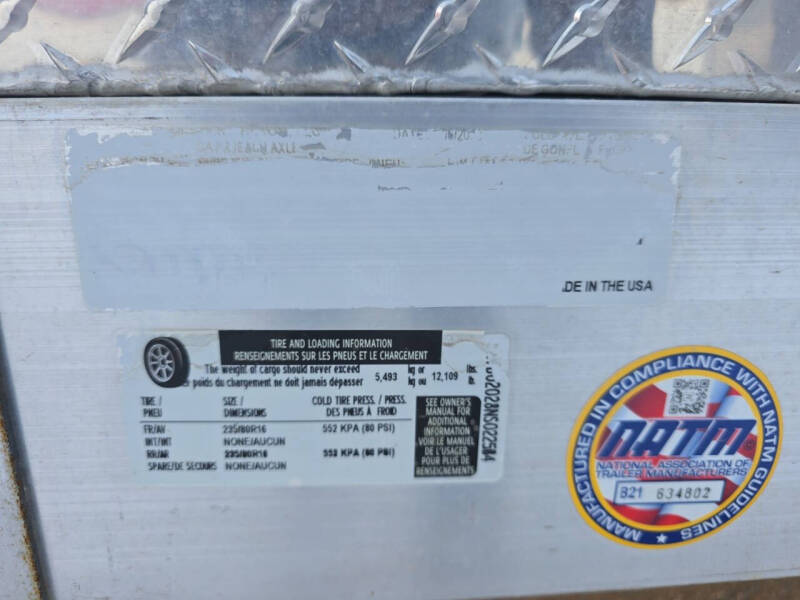 DE IN THE USA
TIRE AND LOADING INFORMATION
RENSEIGNEMENTS SUR LES PNEUS ET LE CHARGEMENT
The weight of cargo should never exceed 5,493 kg or 12,109 lbs.
poids du chargement ne doit jamais dépasser kg ou lb.
TIRE / SIZE / COLD TIRE PRESS. / PRESS.
PNEU DIMENSIONS DES PNEUS À FROID
FR/AV 235/80R16 552 KPA (80 PSI)
INT/INT NONE/AUCUN
RR/AR 235/80R16 552 KPA (80 PSI)
SPARE/DE SECOURS NONE/AUCUN
SEE OWNER'S
MANUAL FOR
ADDITIONAL
INFORMATION
VOIR LE MANUEL
DE L'USAGER
POUR PLUS DE
RENSEIGNEMENTS
MANUFACTURED IN COMPLIANCE WITH NATM GUIDELINES
NATM
NATIONAL ASSOCIATION OF
TRAILER MANUFACTURERS
B21 634802